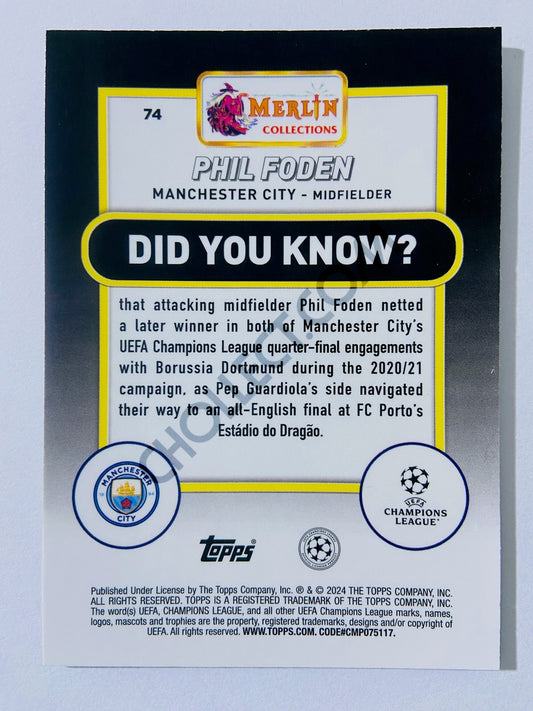 74
MERLIN
COLLECTIONS
PHIL FODEN
MANCHESTER CITY - MIDFIELDER
DID YOU KNOW?
that attacking midfielder Phil Foden netted
a later winner in both of Manchester City's
UEFA Champions League quarter-final engagements
with Borussia Dortmund during the 2020/21
campaign, as Pep Guardiola's side navigated
their way to an all-English final at FC Porto's
Estádio do Dragão.
CHOLLECT.COM
MANCHESTER
18 94
CITY
UEFA
CHAMPIONS
LEAGUE
topps
Published Under License by The Topps Company, Inc. ® & © 2024 THE TOPPS COMPANY, INC.
ALL RIGHTS RESERVED. TOPPS IS A REGISTERED TRADEMARK OF THE TOPPS COMPANY, INC.
The word(s) UEFA, CHAMPIONS LEAGUE, and all other UEFA Champions League marks, names,
logos, mascots and trophies are the property, registered trademarks, designs and/or copyright of
UEFA. All rights reserved. WWW.TOPPS.COM. CODE#CMP075117.